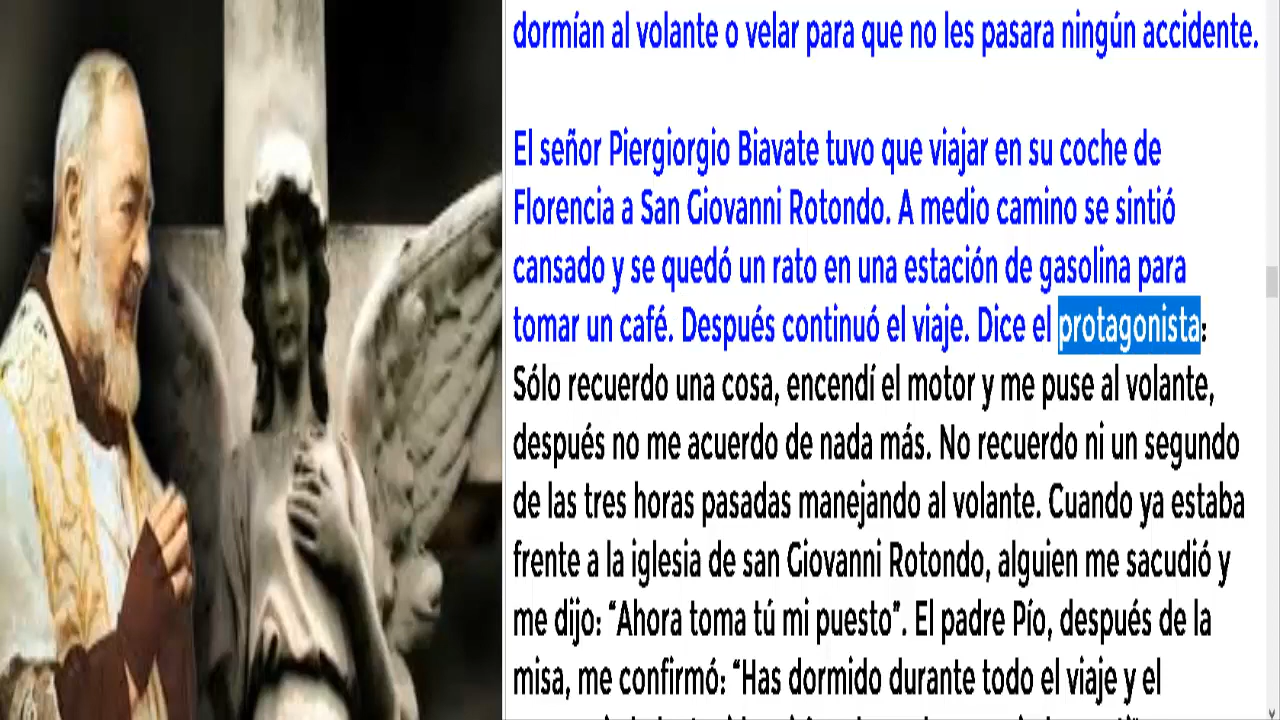 dormían al volante o velar para que no les pasara ningún accidente.
El señor Piergiorgio Biavate tuvo que viajar en su coche de
Florencia a San Giovanni Rotondo. A medio camino se sintió
cansado y se quedó un rato en una estación de gasolina para
tomar un café. Después continuó el viaje. Dice el protagonista:
Sólo recuerdo una cosa, encendí el motor y me puse al volante,
después no me acuerdo de nada más. No recuerdo ni un segundo
de las tres horas pasadas manejando al volante. Cuando ya estaba
frente a la iglesia de san Giovanni Rotondo, alguien me sacudió y
me dijo: “Ahora toma tú mi puesto”. El padre Pío, después de la
misa, me confirmó: “Has dormido durante todo el viaje y el